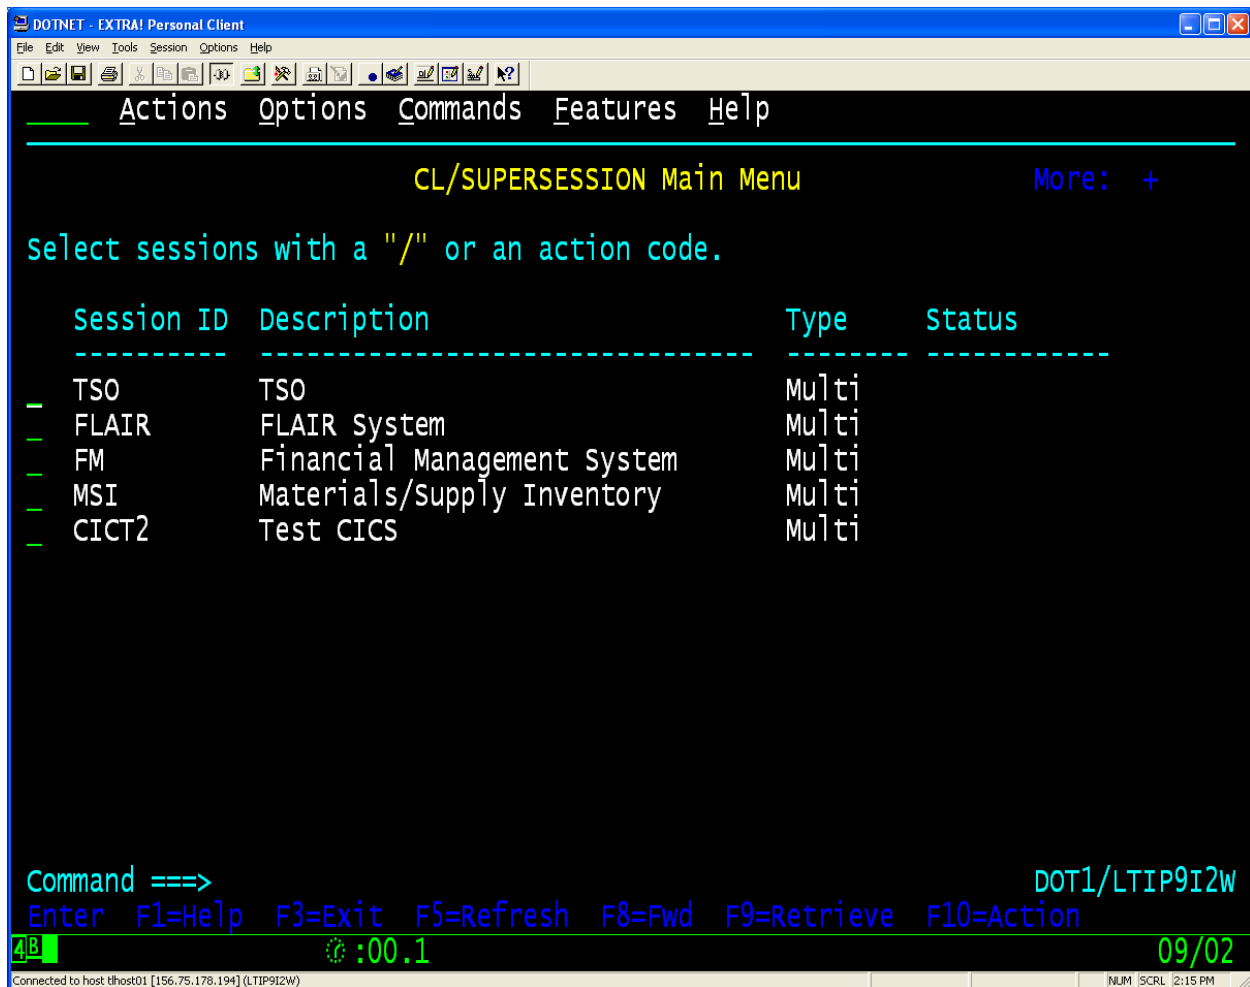 DOTNET - EXTRA! Personal Client
File Edit View Tools Session Options Help
Actions Options Commands Features Help
CL/SUPERSESSION Main Menu More: +
Select sessions with a "/" or an action code.
Session ID Description Type Status
---------- -------------------------------- -------- ------------
_ TSO TSO Multi
_ FLAIR FLAIR System Multi
_ FM Financial Management System Multi
_ MSI Materials/Supply Inventory Multi
_ CICT2 Test CICS Multi
Command ===> DOT1/LTIP9I2W
Enter F1=Help F3=Exit F5=Refresh F8=Fwd F9=Retrieve F10=Action
4B :00.1 09/02
Connected to host tlhost01 [156.75.178.194] (LTIP9I2W) NUM SCRL 2:15 PM